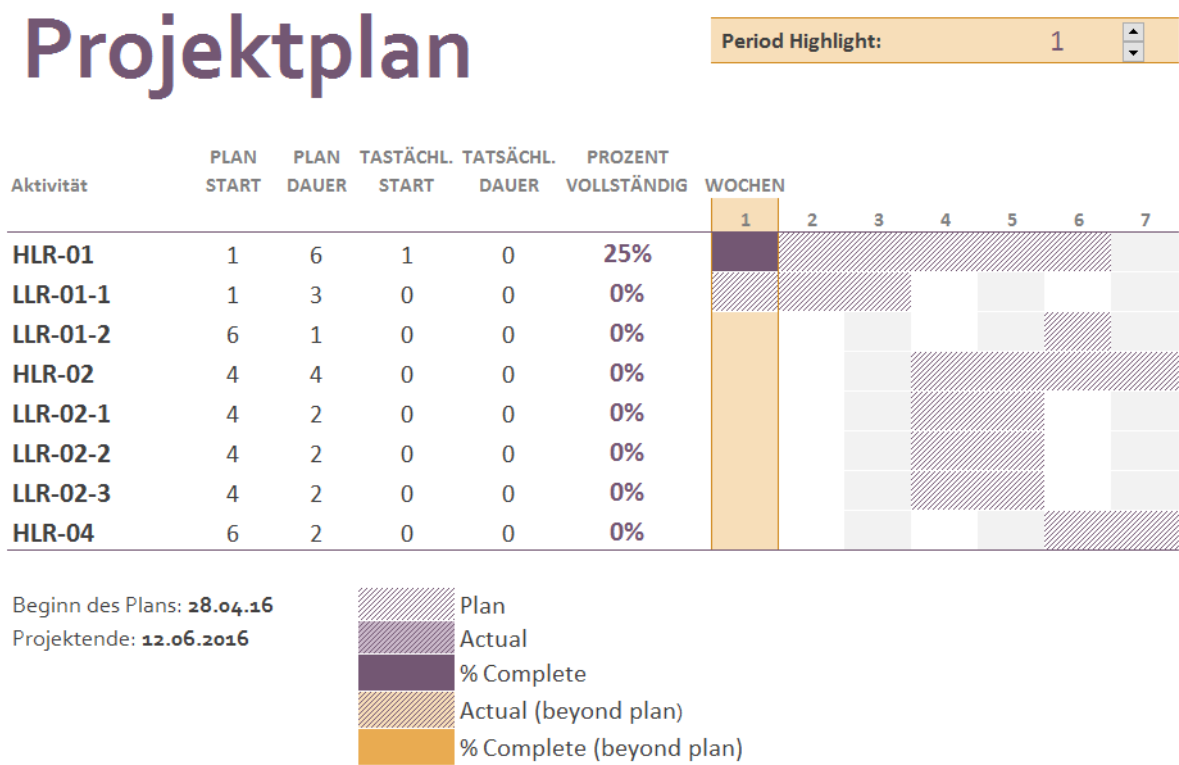 Projektplan
Period Highlight: 1
PLAN PLAN TASTÄCHL. TATSÄCHL. PROZENT
Aktivität START DAUER START DAUER VOLLSTÄNDIG WOCHEN
1 2 3 4 5 6 7
HLR-01 1 6 1 0 25%
LLR-01-1 1 3 0 0 0%
LLR-01-2 6 1 0 0 0%
HLR-02 4 4 0 0 0%
LLR-02-1 4 2 0 0 0%
LLR-02-2 4 2 0 0 0%
LLR-02-3 4 2 0 0 0%
HLR-04 6 2 0 0 0%
Beginn des Plans: 28.04.16
Projektende: 12.06.2016
Plan
Actual
% Complete
Actual (beyond plan)
% Complete (beyond plan)